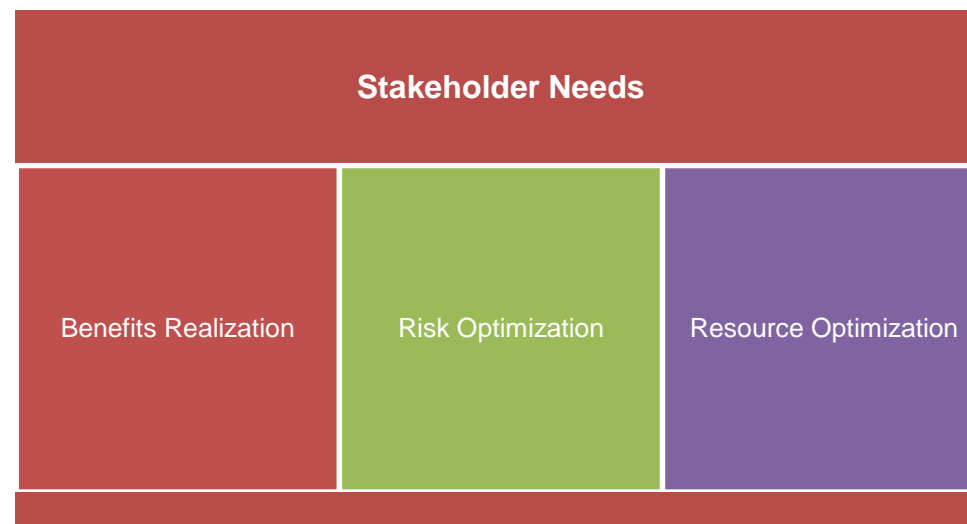 Stakeholder Needs
Benefits Realization
Risk Optimization
Resource Optimization